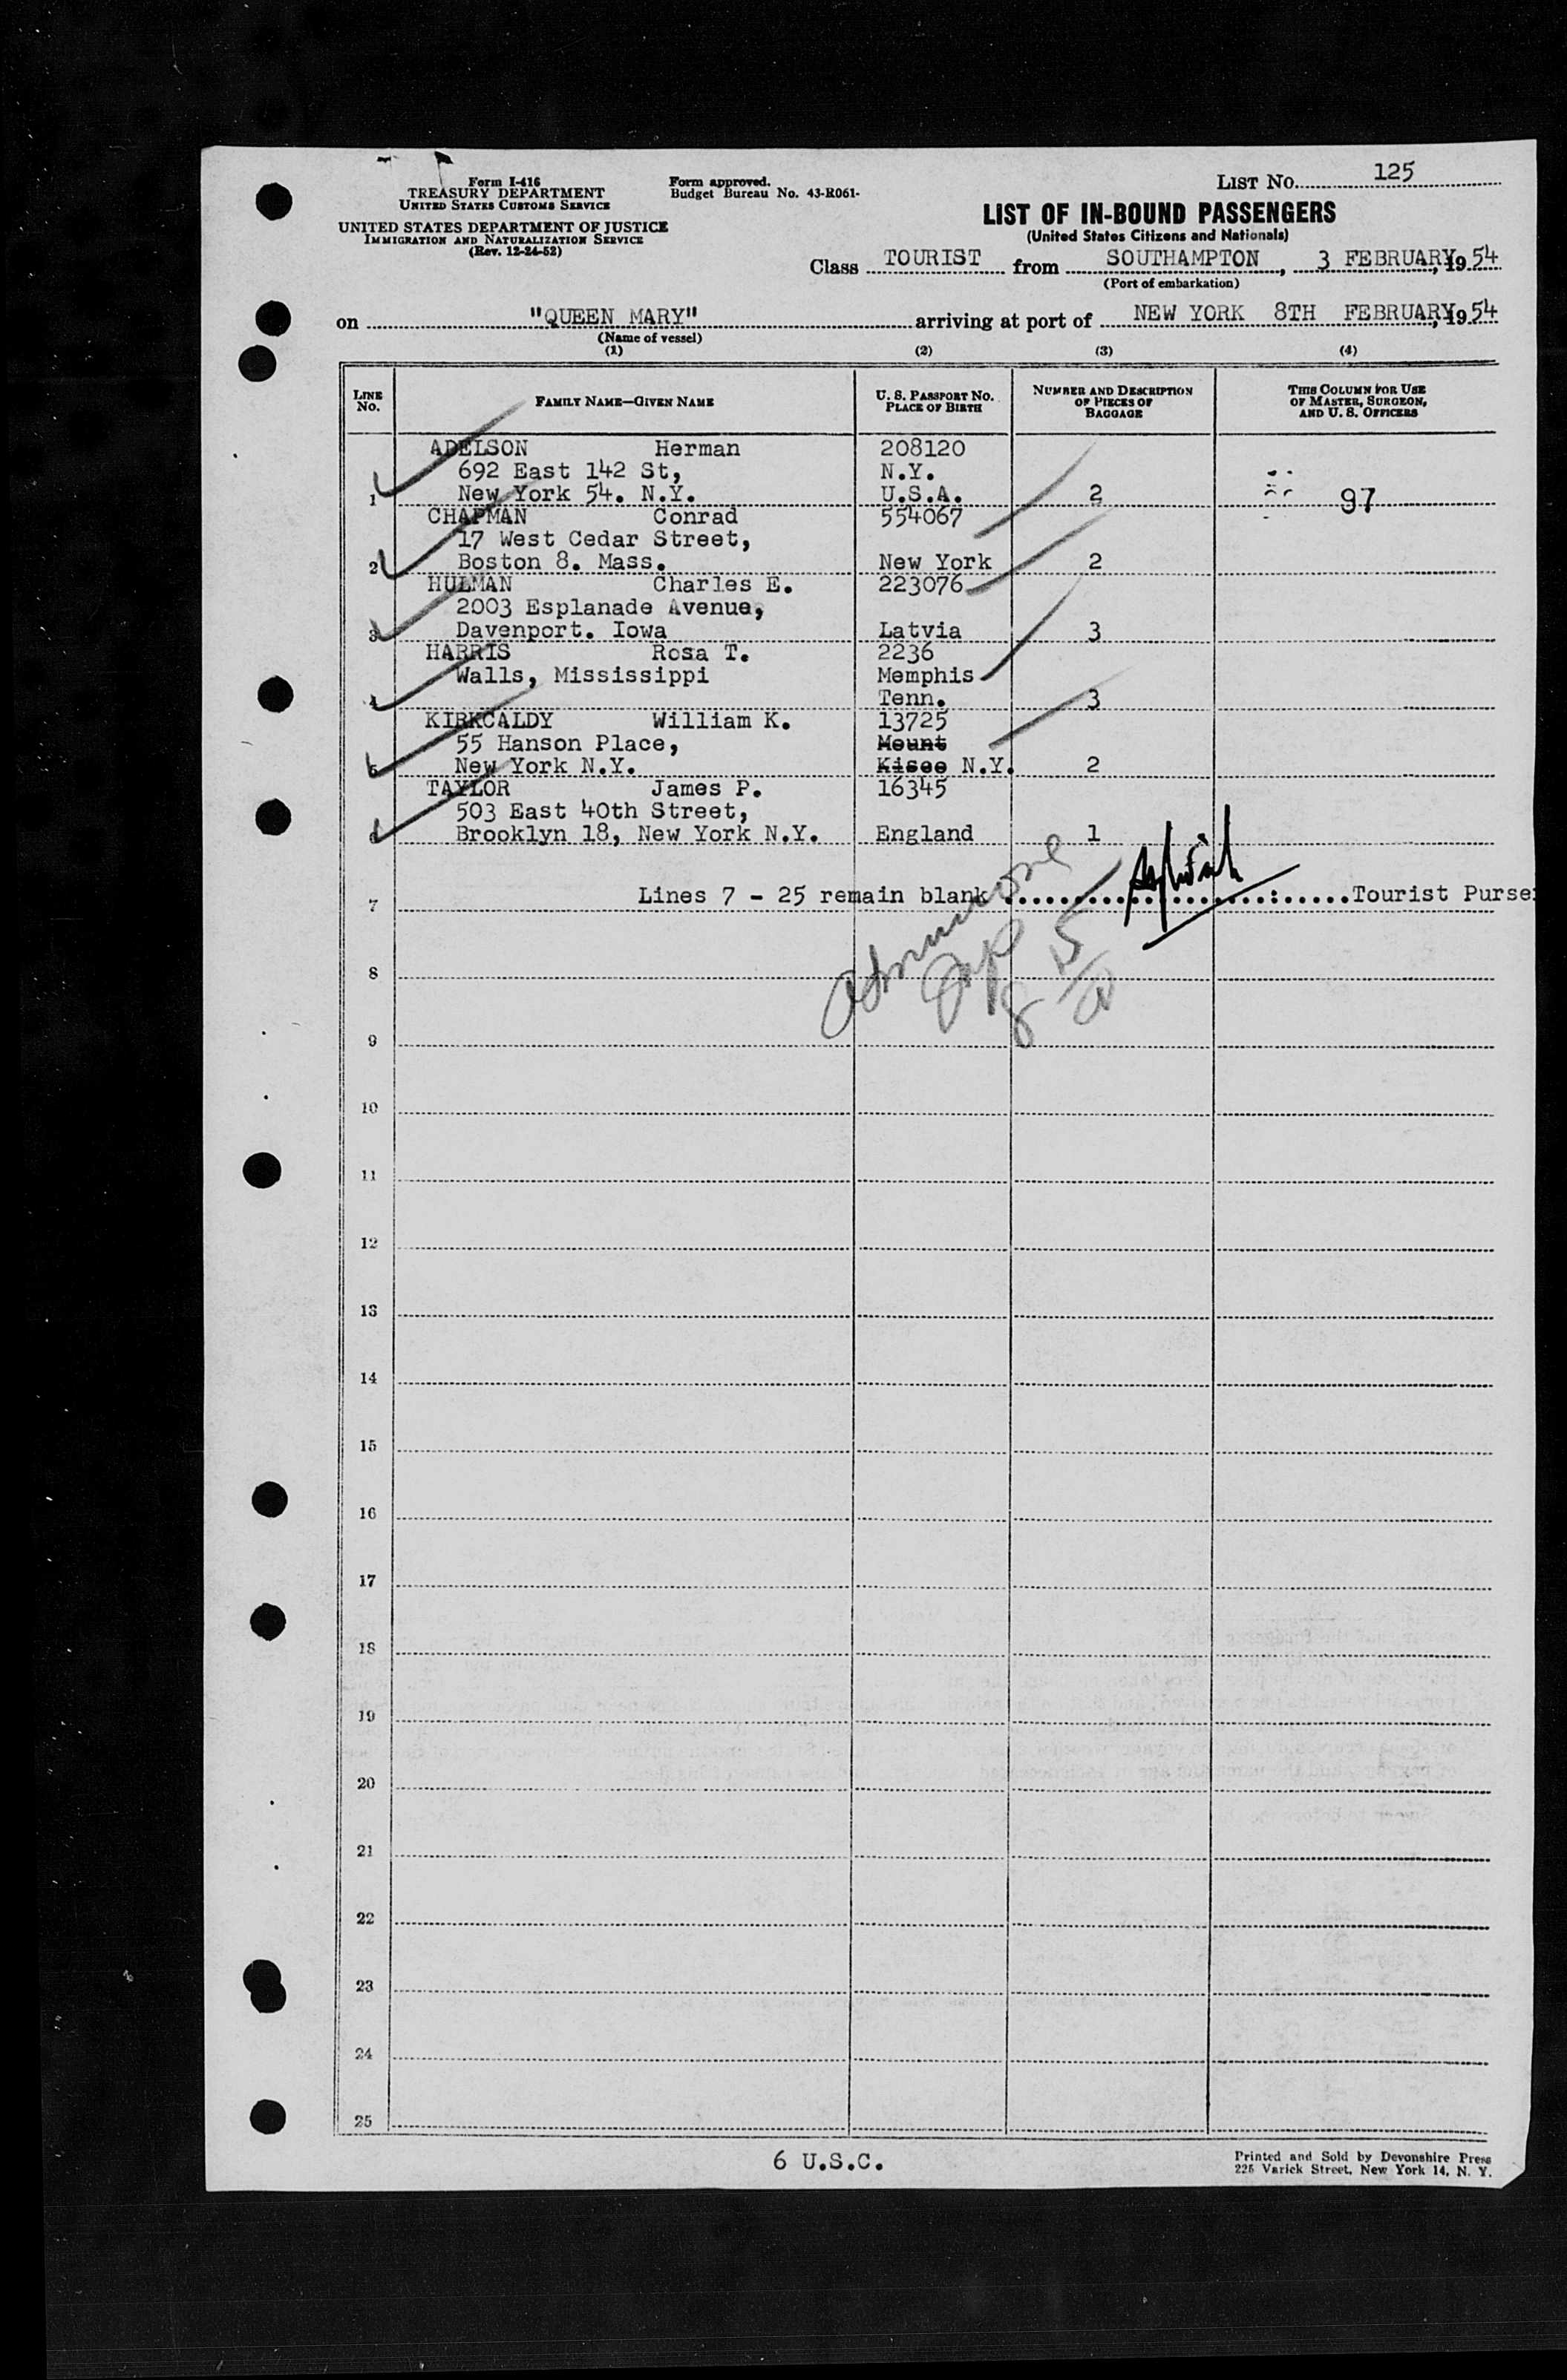 Form I-416
TREASURY DEPARTMENT
UNITED STATES CUSTOMS SERVICE
UNITED STATES DEPARTMENT OF JUSTICE
IMMIGRATION AND NATURALIZATION SERVICE
(Rev. 12-24-52)
Form approved.
Budget Bureau No. 43-R061-
LIST No. 125
LIST OF IN-BOUND PASSENGERS
(United States Citizens and Nationals)
Class TOURIST from SOUTHAMPTON, 3 FEBRUARY, 1954
(Port of embarkation)
on "QUEEN MARY" arriving at port of NEW YORK 8TH FEBRUARY, 1954
(Name of vessel)
(1) (2) (3) (4)
LINE No. FAMILY NAME—GIVEN NAME U. S. PASSPORT No. PLACE OF BIRTH NUMBER AND DESCRIPTION OF PIECES OF BAGGAGE THIS COLUMN FOR USE OF MASTER, SURGEON, AND U. S. OFFICERS
ADELSON Herman 208120
692 East 142 St, N.Y.
1 New York 54. N.Y. U.S.A. 2 97
CHAPMAN Conrad 554067
17 West Cedar Street,
2 Boston 8. Mass. New York 2
HULMAN Charles E. 223076
2003 Esplanade Avenue,
3 Davenport. Iowa Latvia 3
HARRIS Rosa T. 2236
Walls, Mississippi Memphis
4 Tenn. 3
KIRKCALDY William K. 13725
55 Hanson Place, Mount
5 New York N.Y. Kisco N.Y. 2
TAYLOR James P. 16345
503 East 40th Street,
6 Brooklyn 18, New York N.Y. England 1
7 Lines 7 - 25 remain blank Tourist Purser
8
9
10
11
12
13
14
15
16
17
18
19
20
21
22
23
24
25
6 U.S.C.
Printed and Sold by Devonshire Press
225 Varick Street, New York 14, N. Y.